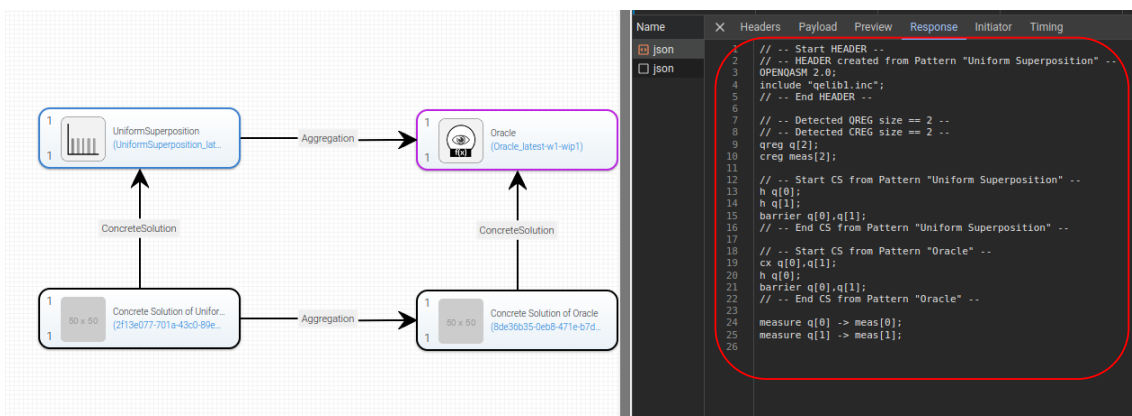 1
UniformSuperposition
(UniformSuperposition_lat...
1
Aggregation
1
Oracle
(Oracle_latest-w1-wip1)
1
f(x)
ConcreteSolution
ConcreteSolution
1
50 x 50
Concrete Solution of Unifor...
(2f13e077-701a-43c0-89e...
1
Aggregation
1
50 x 50
Concrete Solution of Oracle
(8de36b35-0eb8-471e-b7d...
1
Name
json
json
Headers Payload Preview Response Initiator Timing
1 // -- Start HEADER --
2 // -- HEADER created from Pattern "Uniform Superposition" --
3 OPENQASM 2.0;
4 include "qelib1.inc";
5 // -- End HEADER --
6
7 // -- Detected QREG size == 2 --
8 // -- Detected CREG size == 2 --
9 qreg q[2];
10 creg meas[2];
11
12 // -- Start CS from Pattern "Uniform Superposition" --
13 h q[0];
14 h q[1];
15 barrier q[0],q[1];
16 // -- End CS from Pattern "Uniform Superposition" --
17
18 // -- Start CS from Pattern "Oracle" --
19 cx q[0],q[1];
20 h q[0];
21 barrier q[0],q[1];
22 // -- End CS from Pattern "Oracle" --
23
24 measure q[0] -> meas[0];
25 measure q[1] -> meas[1];
26